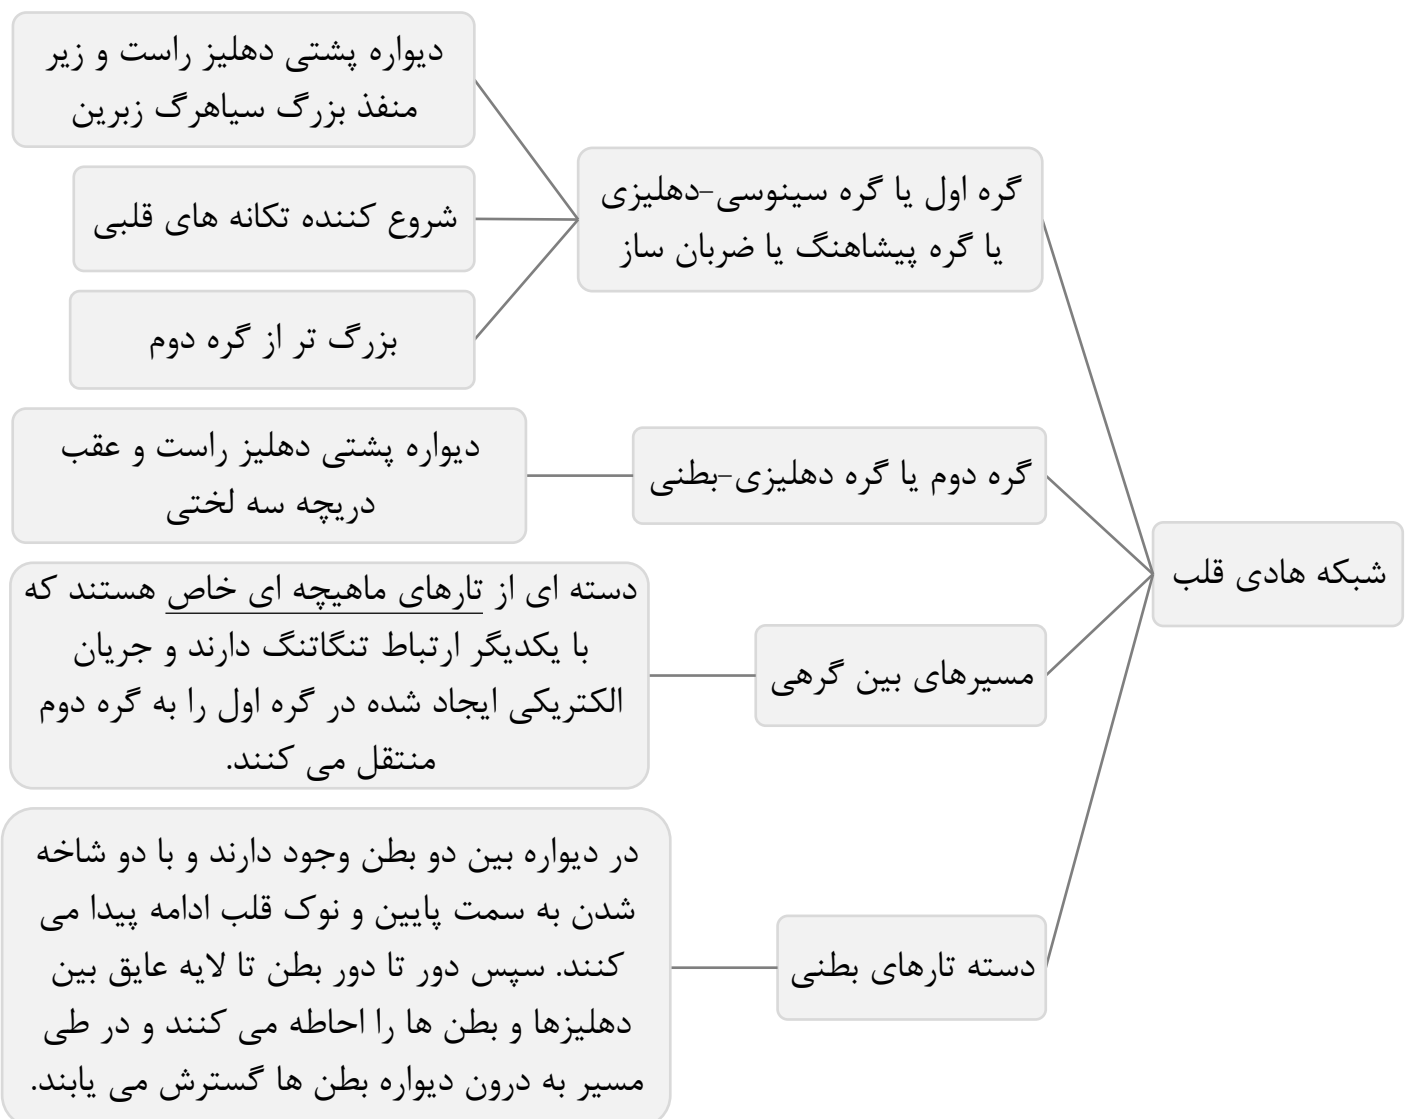 شبکه هادی قلب
گره اول یا گره سینوسی-دهلیزی
یا گره پیشاهنگ یا ضربان ساز
دیواره پشتی دهلیز راست و زیر
منفذ بزرگ سیاهرگ زبرین
شروع کننده تکانه های قلبی
بزرگ تر از گره دوم
گره دوم یا گره دهلیزی-بطنی
دیواره پشتی دهلیز راست و عقب
دریچه سه لختی
مسیرهای بین گرهی
دسته ای از تارهای ماهیچه ای خاص هستند که
با یکدیگر ارتباط تنگاتنگ دارند و جریان
الکتریکی ایجاد شده در گره اول را به گره دوم
منتقل می کنند.
دسته تارهای بطنی
در دیواره بین دو بطن وجود دارند و با دو شاخه
شدن به سمت پایین و نوک قلب ادامه پیدا می
کنند. سپس دور تا دور بطن تا لایه عایق بین
دهلیزها و بطن ها را احاطه می کنند و در طی
مسیر به درون دیواره بطن ها گسترش می یابند.